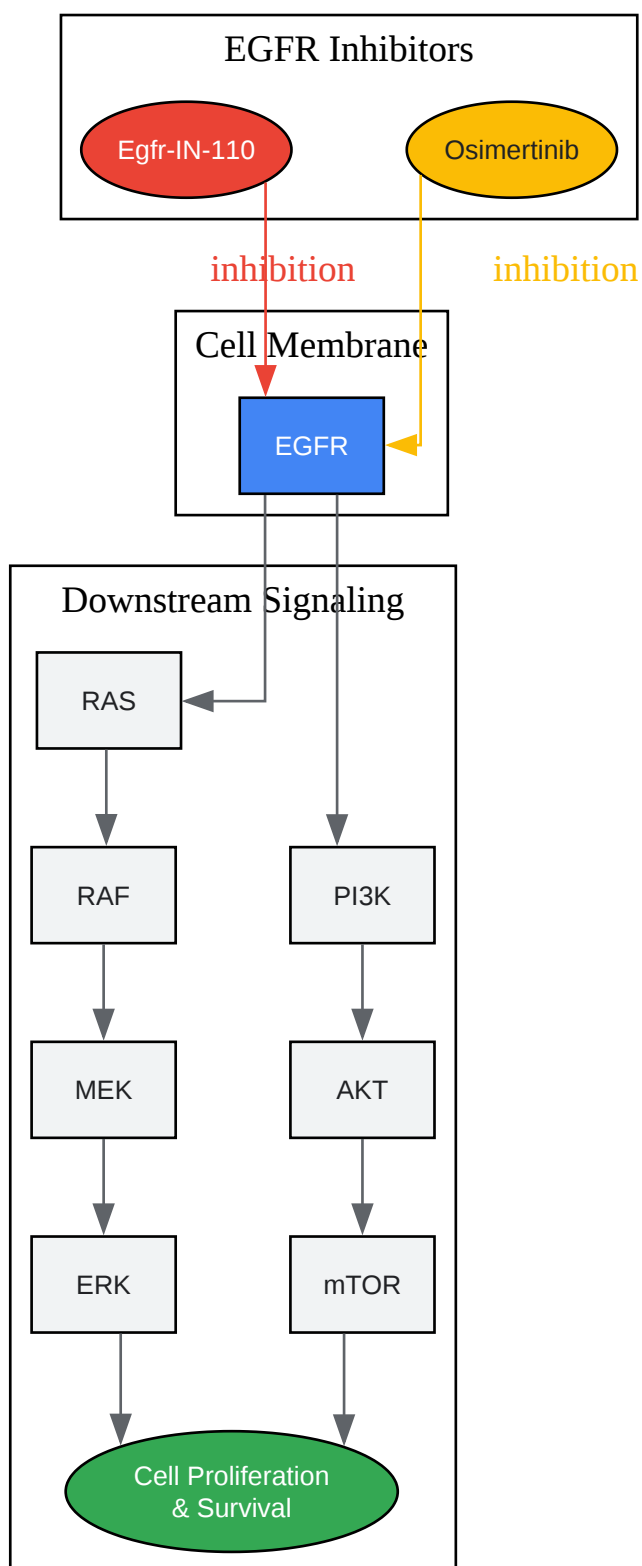 EGFR Inhibitors
Egfr-IN-110
Osimertinib
inhibition
inhibition
Cell Membrane
EGFR
Downstream Signaling
RAS
RAF
PI3K
MEK
AKT
ERK
mTOR
Cell Proliferation
& Survival